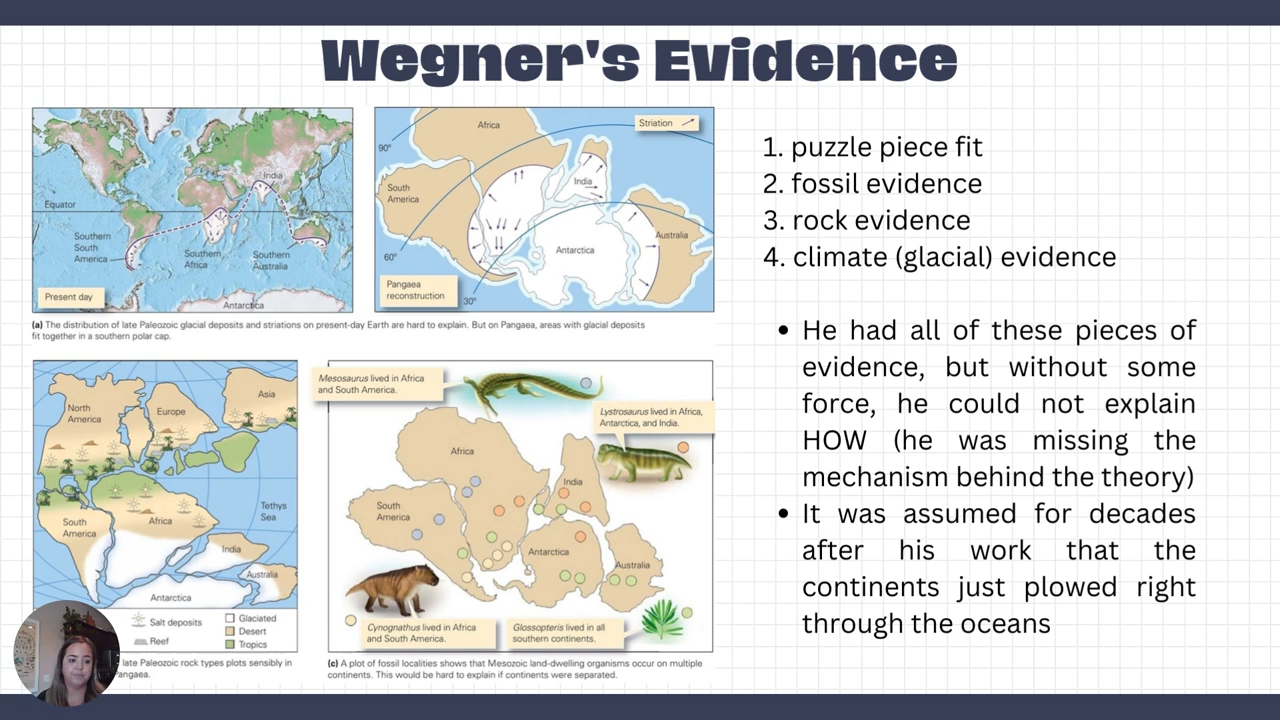 Wegner's Evidence
India
Equator
Southern
South
America
Southern
Africa
Southern
Australia
Antarctica
Present day
Striation
Africa
90°
India
South
America
Australia
Antarctica
60°
Pangaea
reconstruction
30°
(a) The distribution of late Paleozoic glacial deposits and striations on present-day Earth are hard to explain. But on Pangaea, areas with glacial deposits
fit together in a southern polar cap.
North
America
Europe
Asia
Tethys
Sea
South
America
Africa
India
Australia
Antarctica
Salt deposits
Reef
Glaciated
Desert
Tropics
late Paleozoic rock types plots sensibly in
Pangaea.
Mesosaurus lived in Africa
and South America.
Lystrosaurus lived in Africa,
Antarctica, and India.
Africa
India
South
America
Antarctica
Australia
Cynognathus lived in Africa
and South America.
Glossopteris lived in all
southern continents.
(c) A plot of fossil localities shows that Mesozoic land-dwelling organisms occur on multiple
continents. This would be hard to explain if continents were separated.
1. puzzle piece fit
2. fossil evidence
3. rock evidence
4. climate (glacial) evidence
• He had all of these pieces of
evidence, but without some
force, he could not explain
HOW (he was missing the
mechanism behind the theory)
• It was assumed for decades
after his work that the
continents just plowed right
through the oceans